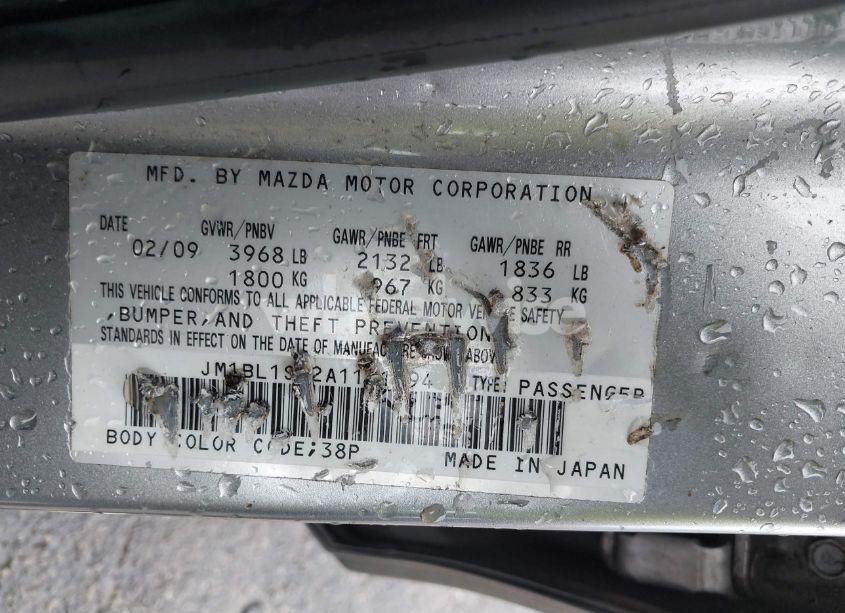 MFD. BY MAZDA MOTOR CORPORATION
DATE GVWR/PNBV GAWR/PNBE FRT GAWR/PNBE RR
02/09 3968 LB 2132 LB 1836 LB
1800 KG 967 KG 833 KG
THIS VEHICLE CONFORMS TO ALL APPLICABLE FEDERAL MOTOR VEHICLE SAFETY
,BUMPER,AND THEFT PREVENTION
STANDARDS IN EFFECT ON THE DATE OF MANUFACTURE SHOWN ABOVE
TYPE: PASSENGER
BODY COLOR CODE;38P
MADE IN JAPAN